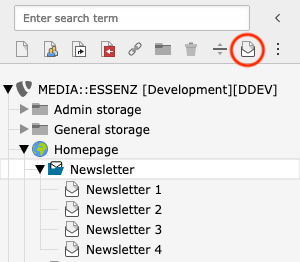 Enter search term
MEDIA::ESSENZ [Development][DDEV]
Admin storage
General storage
Homepage
Newsletter
Newsletter 1
Newsletter 2
Newsletter 3
Newsletter 4